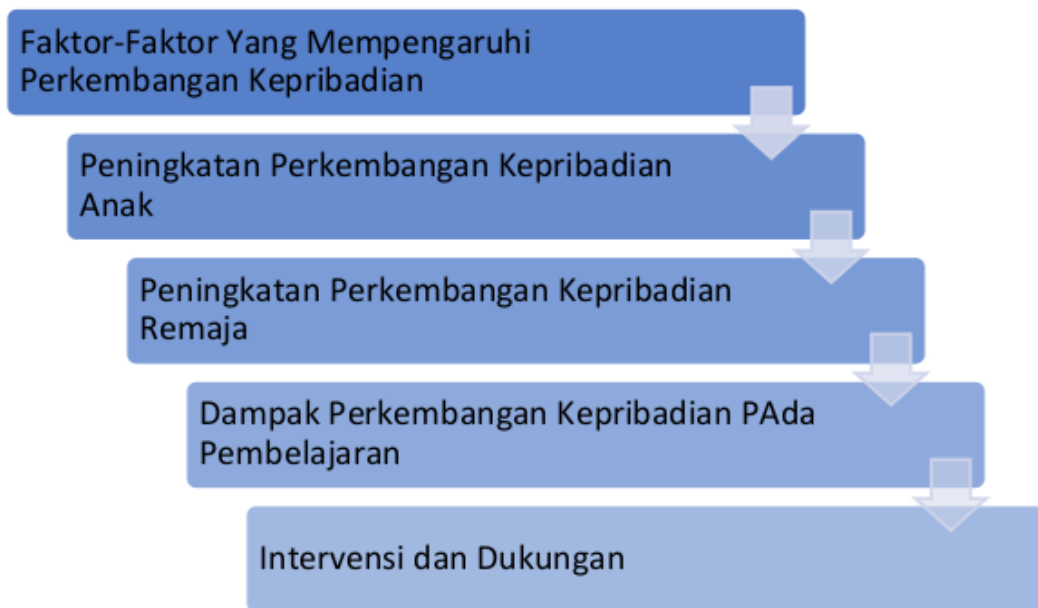 Faktor-Faktor Yang Mempengaruhi
Perkembangan Kepribadian
Peningkatan Perkembangan Kepribadian
Anak
Peningkatan Perkembangan Kepribadian
Remaja
Dampak Perkembangan Kepribadian PAda
Pembelajaran
Intervensi dan Dukungan